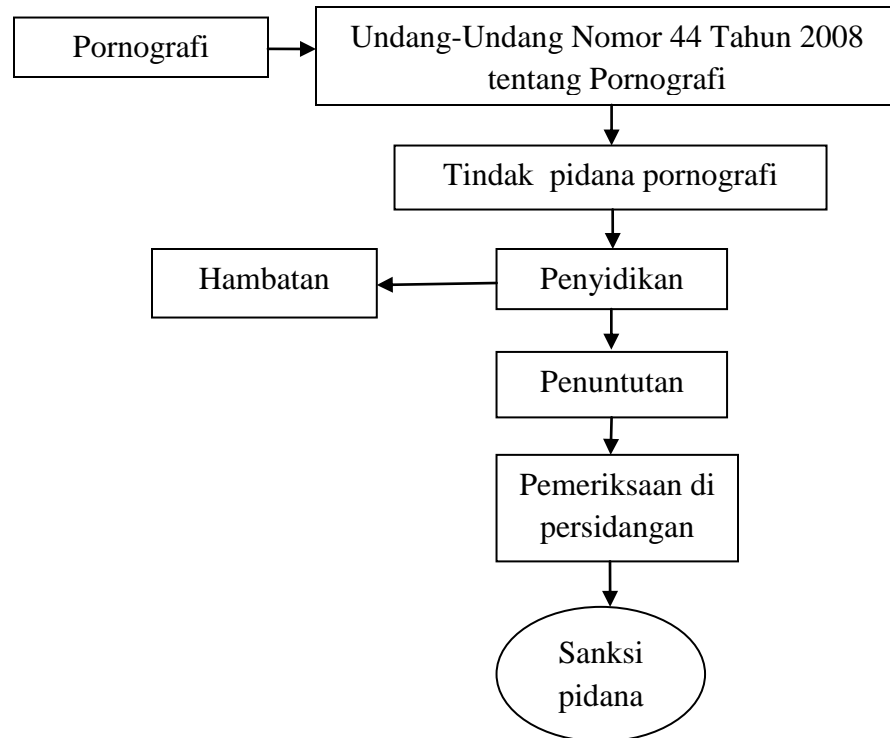 Pornografi
Undang-Undang Nomor 44 Tahun 2008
tentang Pornografi
Tindak pidana pornografi
Hambatan
Penyidikan
Penuntutan
Pemeriksaan di
persidangan
Sanksi
pidana